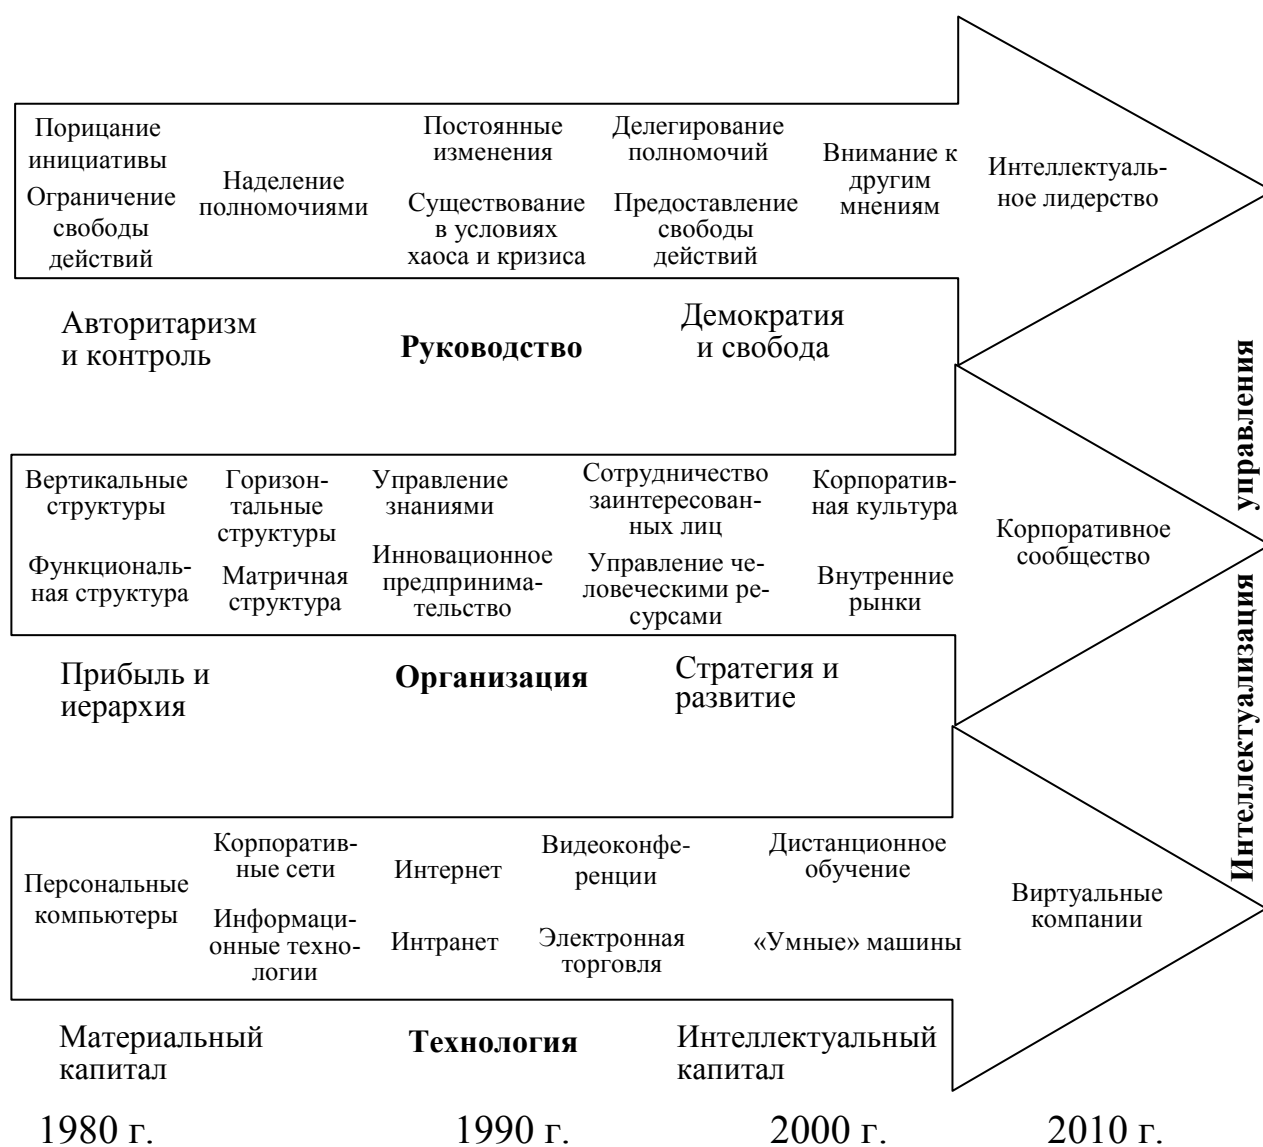 Порицание
инициативы
Ограничение
свободы
действий
Наделение
полномочиями
Постоянные
изменения
Существование
в условиях
хаоса и кризиса
Делегирование
полномочий
Предоставление
свободы
действий
Внимание к
другим
мнениям
Интеллектуаль-
ное лидерство
Авторитаризм
и контроль
Руководство
Демократия
и свобода
Вертикальные
структуры
Функциональ-
ная структура
Горизон-
тальные
структуры
Матричная
структура
Управление
знаниями
Инновационное
предпринима-
тельство
Сотрудничество
заинтересован-
ных лиц
Управление че-
ловеческими ре-
сурсами
Корпоратив-
ная культура
Внутренние
рынки
Корпоративное
сообщество
Прибыль и
иерархия
Организация
Стратегия и
развитие
Персональные
компьютеры
Корпоратив-
ные сети
Информаци-
онные техно-
логии
Интернет
Интранет
Видеоконфе-
ренции
Электронная
торговля
Дистанционное
обучение
«Умные» машины
Виртуальные
компании
Материальный
капитал
Технология
Интеллектуальный
капитал
Интеллектуализация управления
1980 г.
1990 г.
2000 г.
2010 г.